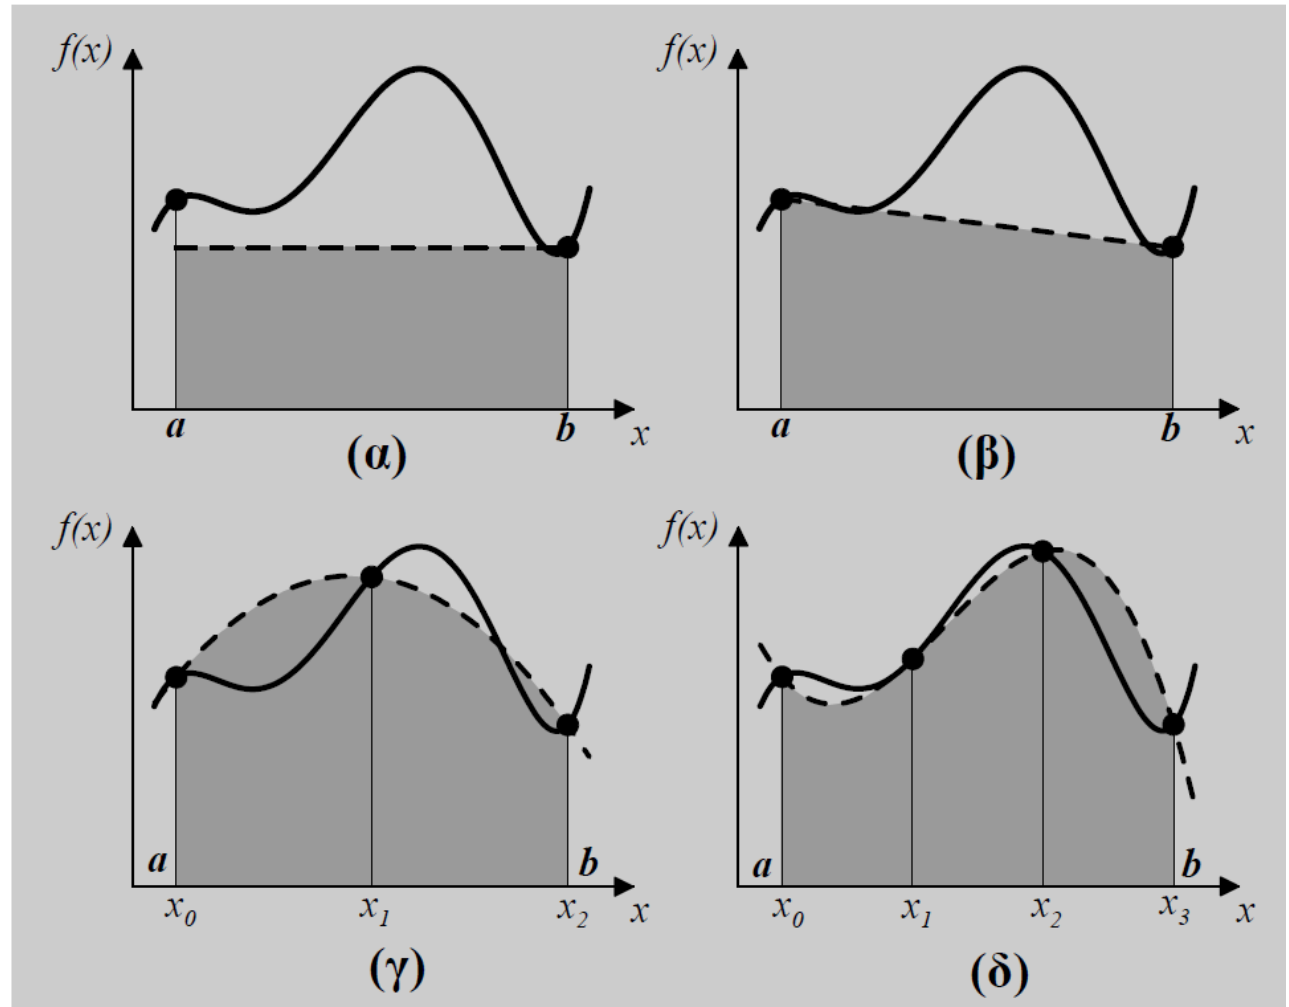 f(x)
f(x)
a b x
a b x
(α)
(β)
f(x)
f(x)
a b
a b
x₀ x₁ x₂ x
x₀ x₁ x₂ x₃ x
(γ)
(δ)